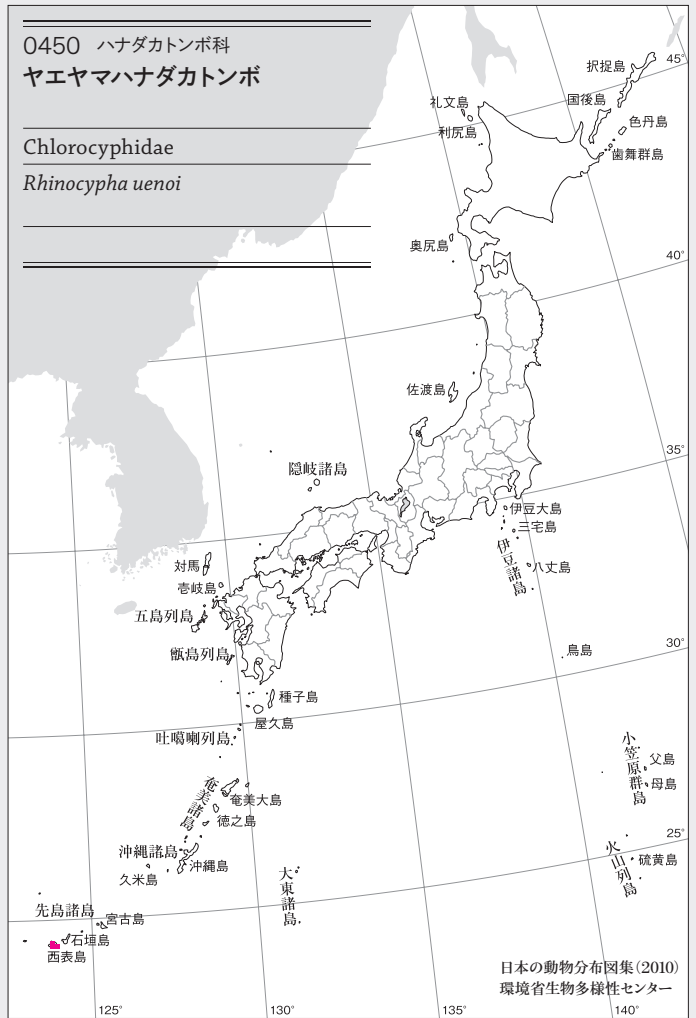 0450 ハナダカトンボ科
ヤエヤマハナダカトンボ
Chlorocyphidae
Rhinocypha uenoi
45°
択捉島
国後島
礼文島
色丹島
利尻島
歯舞群島
奥尻島
40°
佐渡島
35°
隠岐諸島
伊豆大島
三宅島
伊豆諸島
八丈島
対馬
壱岐島
五島列島
甑島列島
鳥島
30°
種子島
屋久島
吐噶喇列島
小笠原群島
父島
母島
奄美諸島
奄美大島
徳之島
25°
沖縄諸島
沖縄島
久米島
火山列島
硫黄島
大東諸島
先島諸島
宮古島
石垣島
西表島
日本の動物分布図集(2010)
環境省生物多様性センター
125°
130°
135°
140°